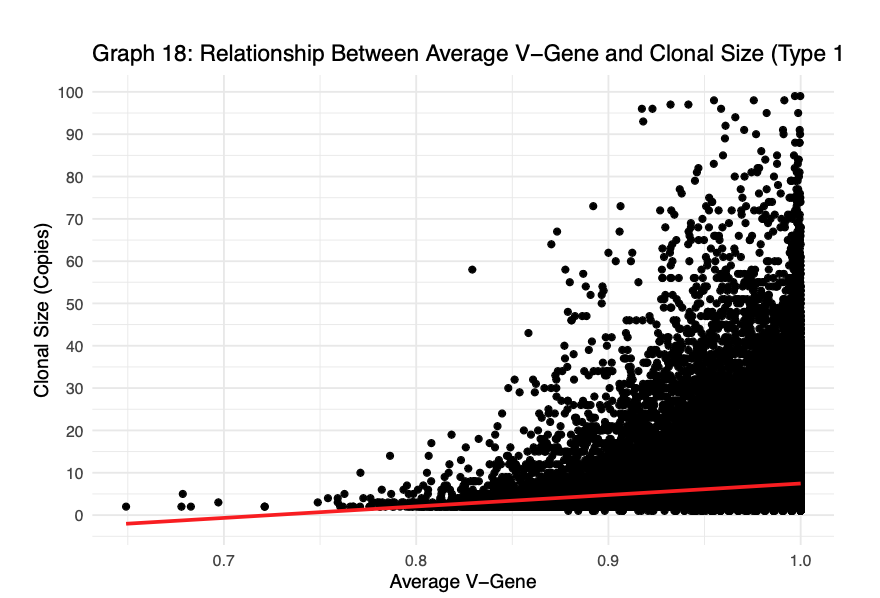 Graph 18: Relationship Between Average V−Gene and Clonal Size (Type 1
100
90
80
70
60
50
40
30
20
10
0
Clonal Size (Copies)
0.7 0.8 0.9 1.0
Average V−Gene